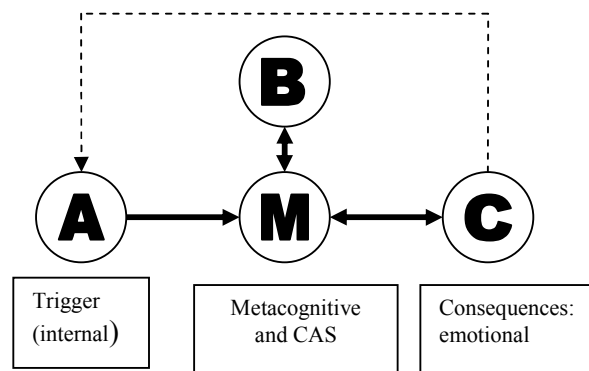 B
A
M
C
Trigger
(internal)
Metacognitive
and CAS
Consequences:
emotional